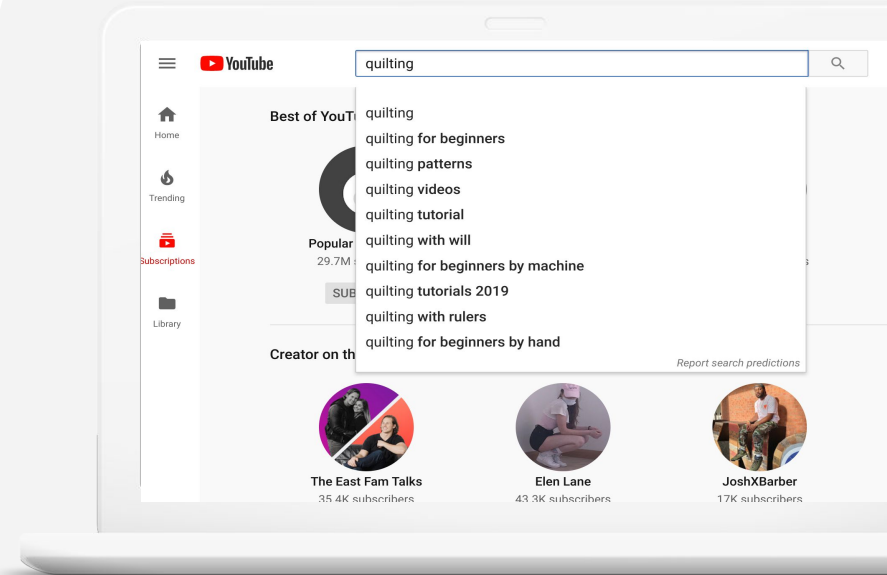 YouTube
quilting
Home
Trending
Subscriptions
Library
Best of YouT
quilting
quilting for beginners
quilting patterns
quilting videos
quilting tutorial
quilting with will
quilting for beginners by machine
quilting tutorials 2019
quilting with rulers
quilting for beginners by hand
Report search predictions
Popular
29.7M
SUB
Creator on th
The East Fam Talks
35.4K subscribers
Elen Lane
43.3K subscribers
JoshXBarber
17K subscribers